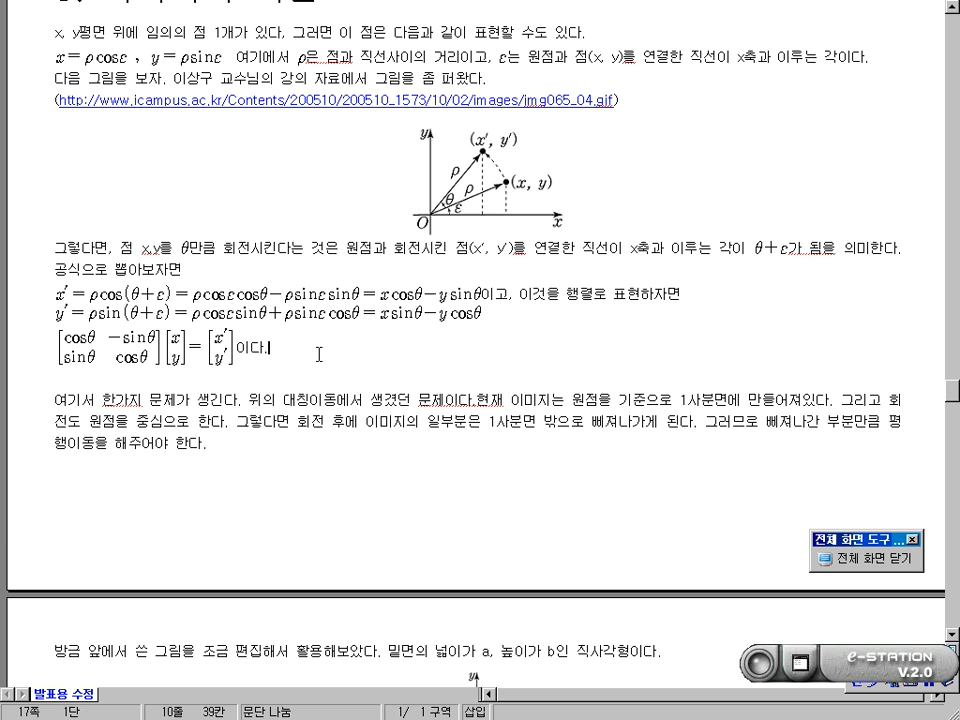 x, y평면 위에 임의의 점 1개가 있다, 그러면 이 점은 다음과 같이 표현할 수도 있다.
x = ρcosε , y = ρsinε 여기에서 ρ은 점과 직선사이의 거리이고, ε는 원점과 점(x, y)를 연결한 직선이 x축과 이루는 각이다.
다음 그림을 보자. 이상구 교수님의 강의 자료에서 그림을 좀 퍼왔다.
(http://www.icampus.ac.kr/Contents/200510/200510_1573/10/02/images/img065_04.gif)
y
(x′, y′)
ρ
ρ
(x, y)
θ
ε
O
x
그렇다면, 점 x,y를 θ만큼 회전시킨다는 것은 원점과 회전시킨 점(x′, y′)를 연결한 직선이 x축과 이루는 각이 θ+ε가 됨을 의미한다.
공식으로 뽑아보자면
x′ = ρcos(θ+ε) = ρcosεcosθ − ρsinεsinθ = xcosθ − ysinθ이고, 이것을 행렬로 표현하자면
y′ = ρsin(θ+ε) = ρcosεsinθ + ρsinεcosθ = xsinθ − ycosθ
[cosθ −sinθ] [x] = [x′] 이다.
[sinθ cosθ] [y] [y′]
여기서 한가지 문제가 생긴다. 위의 대칭이동에서 생겼던 문제이다.현재 이미지는 원점을 기준으로 1사분면에 만들어져있다. 그리고 회
전도 원점을 중심으로 한다. 그렇다면 회전 후에 이미지의 일부분은 1사분면 밖으로 삐져나가게 된다. 그러므로 삐져나간 부분만큼 평
행이동을 해주어야 한다.
전체 화면 도구 ...
전체 화면 닫기
방금 앞에서 쓴 그림을 조금 편집해서 활용해보았다. 밑면의 넓이가 a, 높이가 b인 직사각형이다.
y
e-STATION
V.2.0
발표용 수정
17쪽 1단 10줄 39칸 문단 나눔 1/ 1 구역 삽입